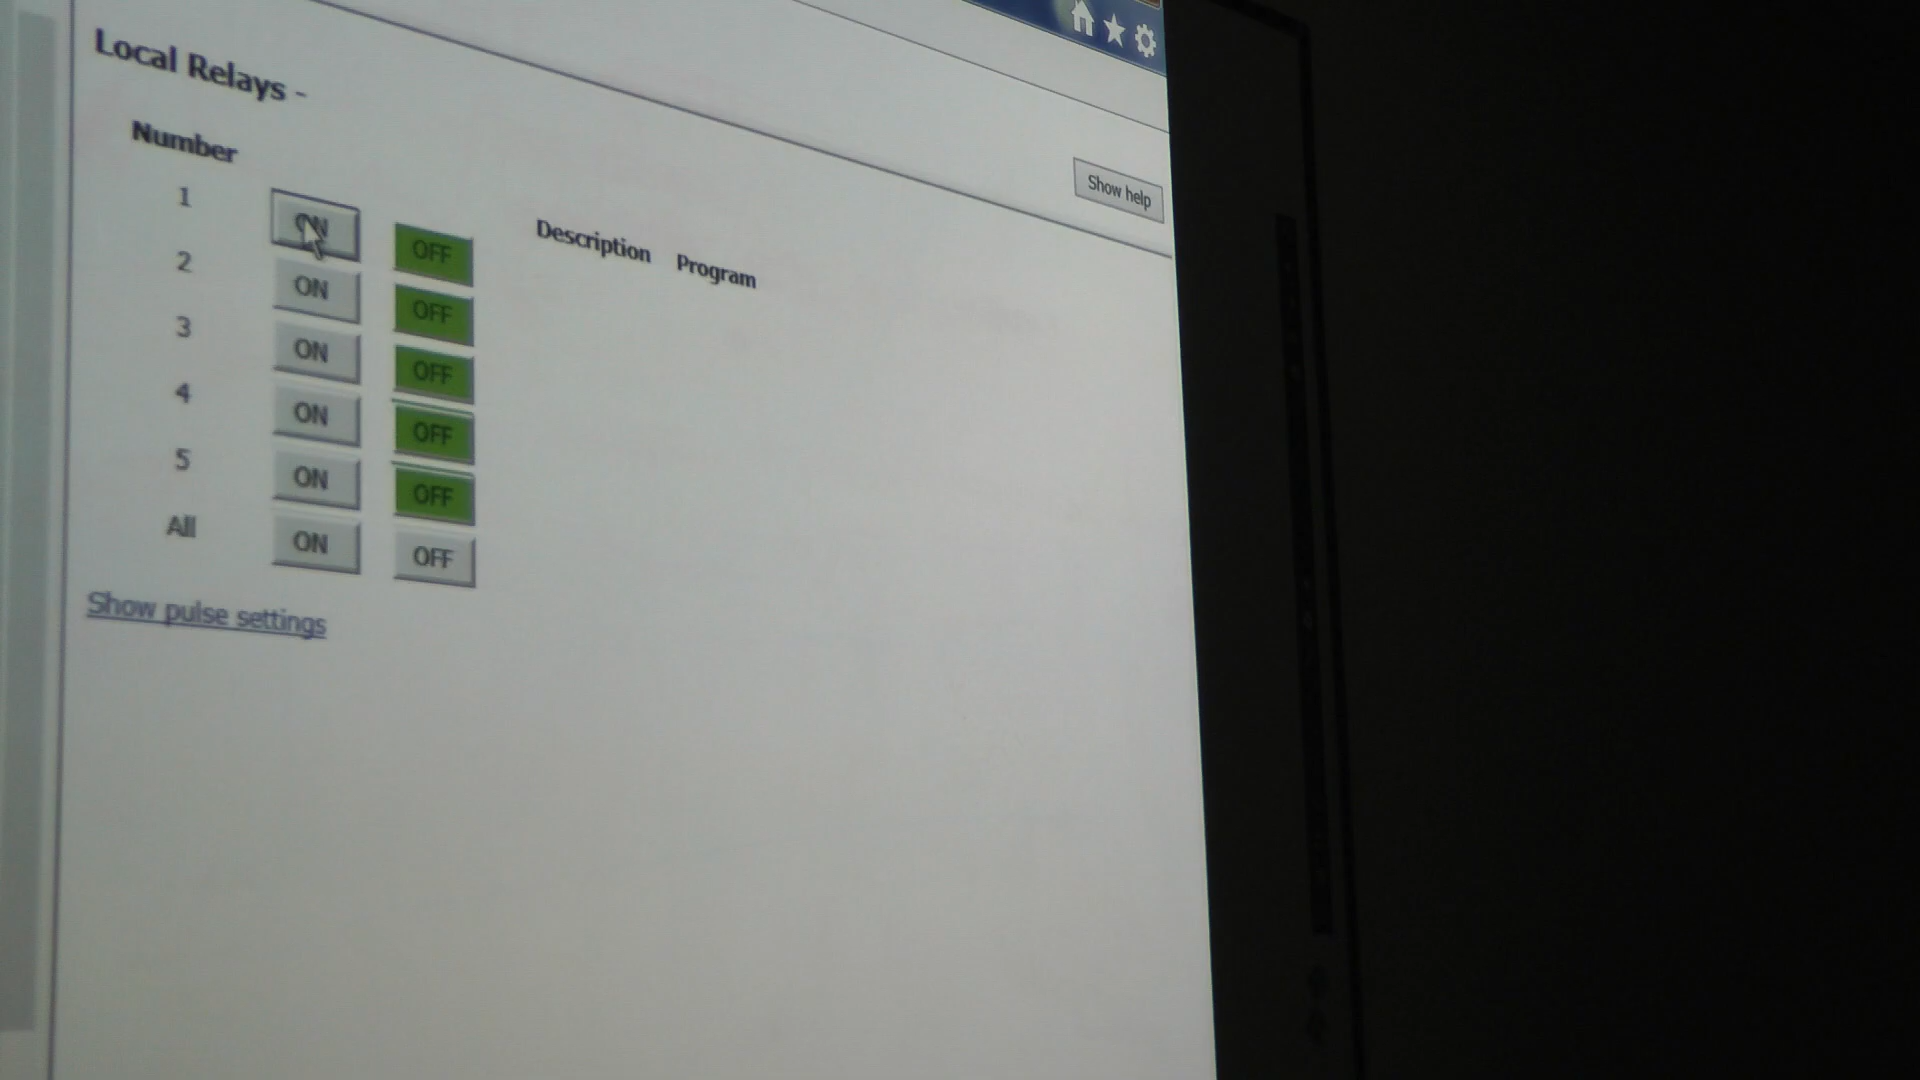 Local Relays -
Show help
Number
Description Program
1 ON OFF
2 ON OFF
3 ON OFF
4 ON OFF
5 ON OFF
All ON OFF
Show pulse settings